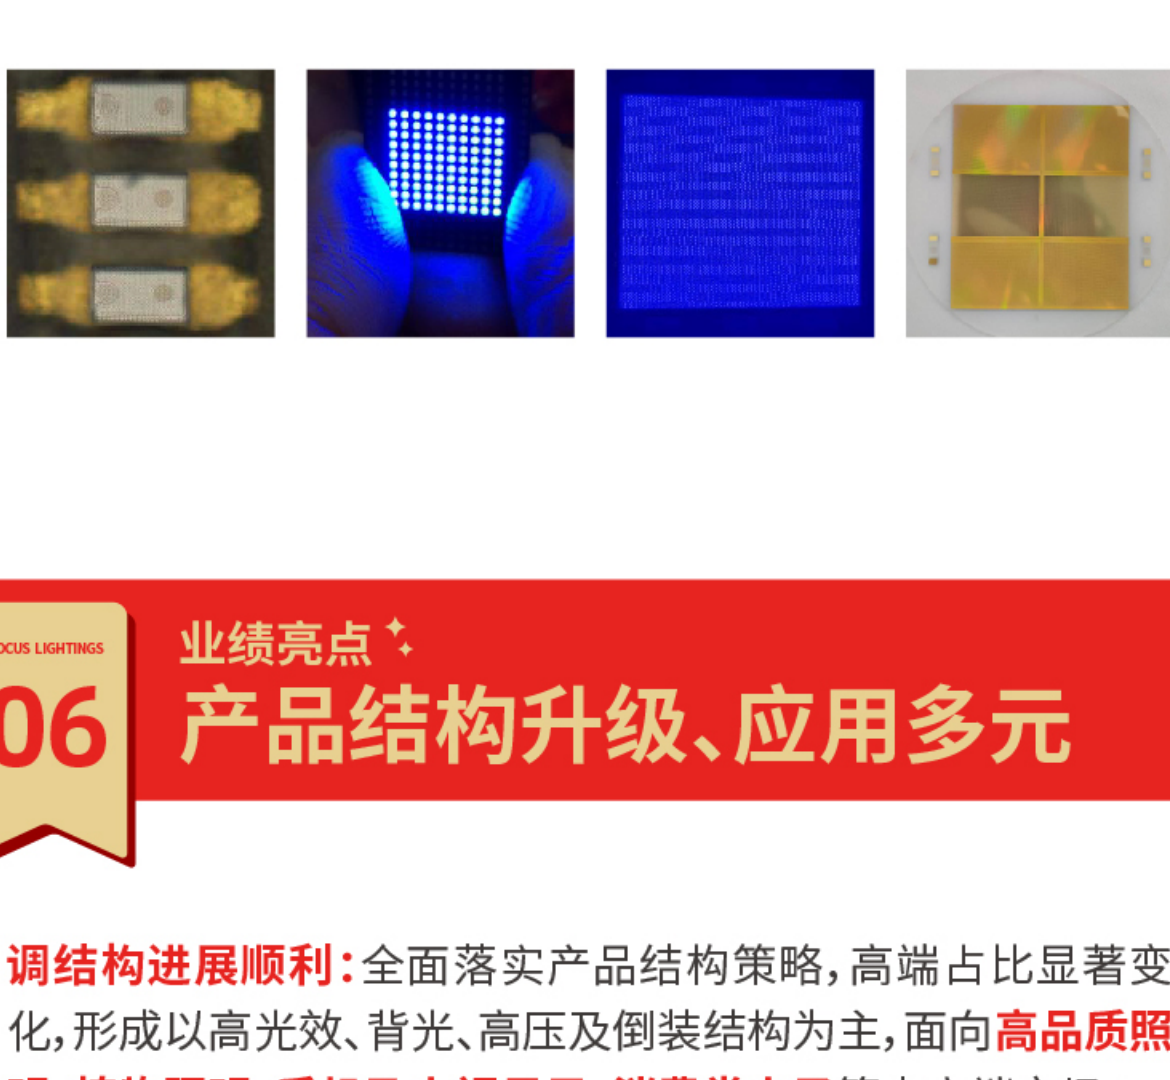 OCUS LIGHTINGS
06
业绩亮点
产品结构升级、应用多元
调结构进展顺利：全面落实产品结构策略，高端占比显著变
化，形成以高光效、背光、高压及倒装结构为主，面向高品质照